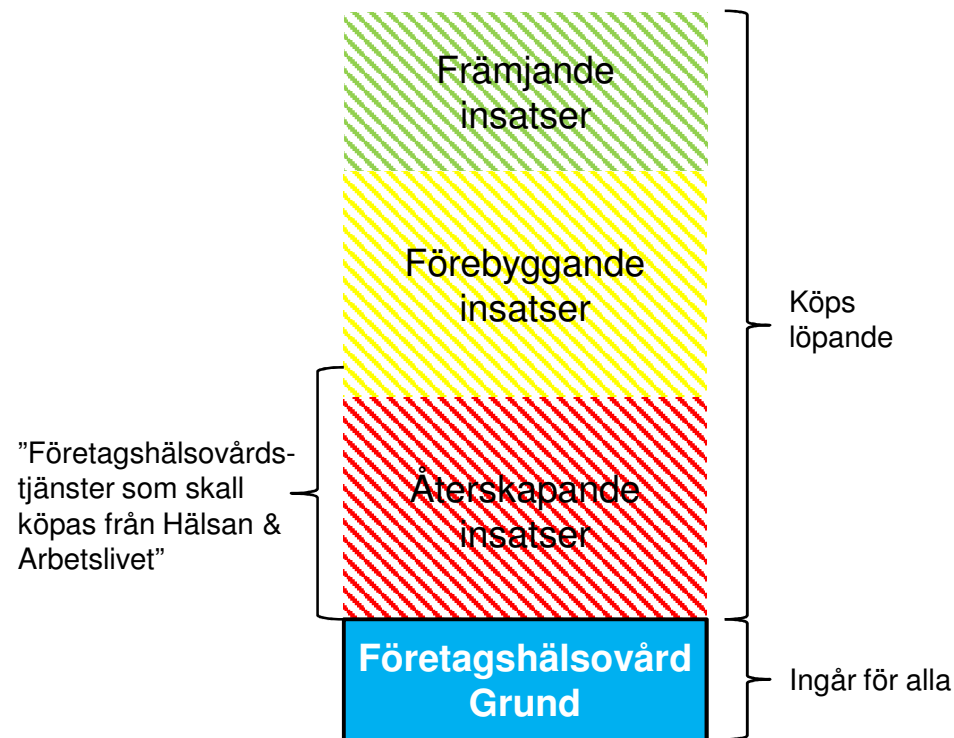 Främjande
insatser
Förebyggande
insatser
Köps
löpande
”Företagshälsovårds-
tjänster som skall
köpas från Hälsan &
Arbetslivet”
Återskapande
insatser
Företagshälsovård
Grund
Ingår för alla